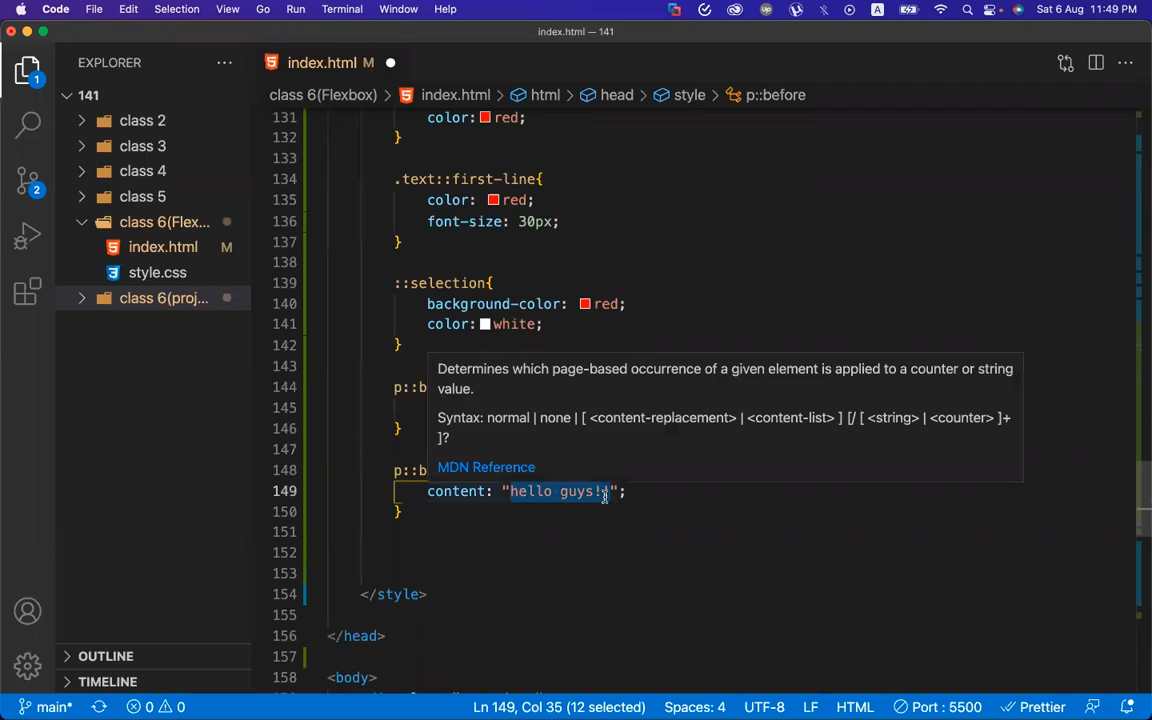 Code File Edit Selection View Go Run Terminal Window Help Up A Sat 6 Aug 11:49 PM
index.html — 141
EXPLORER
index.html M
141
class 6(Flexbox) index.html html head style p::before
class 2
class 3
class 4
class 5
class 6(Flex...
index.html M
style.css
class 6(proj...
OUTLINE
TIMELINE
1
2
131 color: red;
132 }
133
134 .text::first-line{
135 color: red;
136 font-size: 30px;
137 }
138
139 ::selection{
140 background-color: red;
141 color: white;
142 }
143
144 p::b
145
146 }
147
148 p::b
149 content: "hello guys!!";
150 }
151
152
153
154 </style>
155
156 </head>
157
158 <body>
Determines which page-based occurrence of a given element is applied to a counter or string
value.
Syntax: normal | none | [ <content-replacement> | <content-list> ] [/ [ <string> | <counter> ]+
]?
MDN Reference
main* 0 0 Ln 149, Col 35 (12 selected) Spaces: 4 UTF-8 LF HTML Port : 5500 Prettier